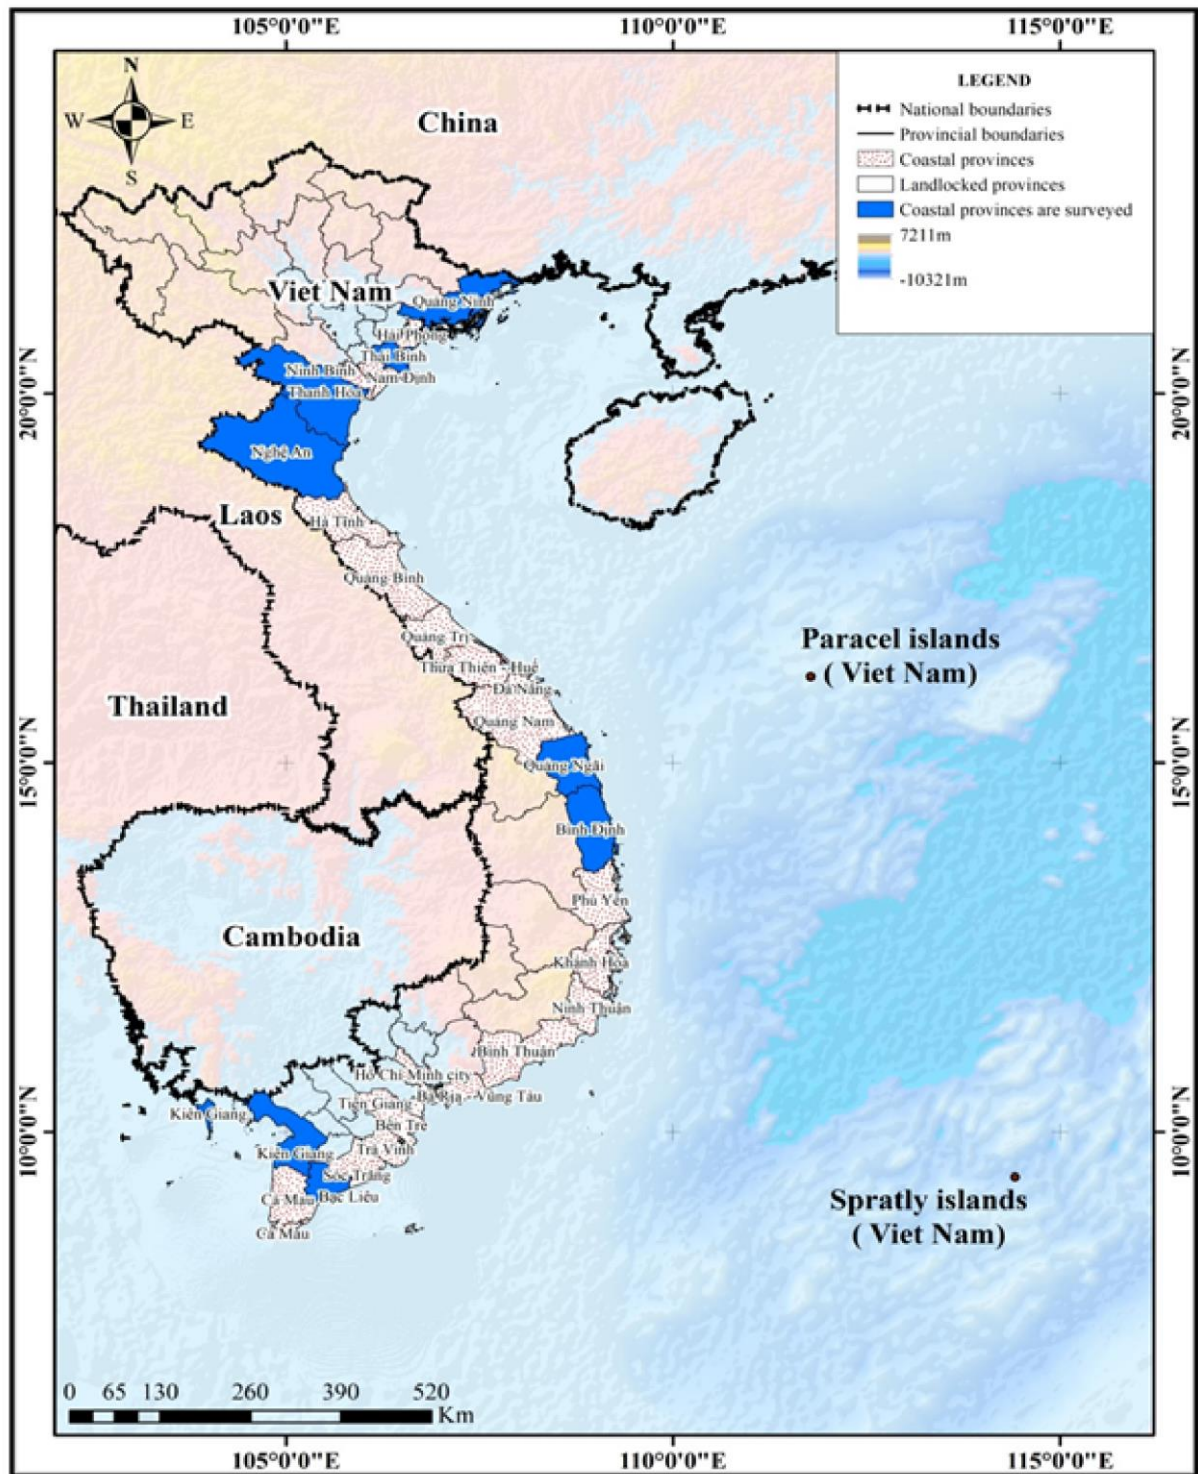 105°0'0"E
110°0'0"E
115°0'0"E
N
W
E
S
China
LEGEND
National boundaries
Provincial boundaries
Coastal provinces
Landlocked provinces
Coastal provinces are surveyed
7211m
-10321m
Viet Nam
Quảng Ninh
Hải Phòng
Thái Bình
Ninh Bình
Nam Định
Thanh Hóa
20°0'0"N
20°0'0"N
Nghệ An
Laos
Hà Tĩnh
Quảng Bình
Quảng Trị
Thừa Thiên - Huế
Đà Nẵng
Quảng Nam
Paracel islands
( Viet Nam)
Thailand
15°0'0"N
15°0'0"N
Quảng Ngãi
Bình Định
Phú Yên
Cambodia
Khánh Hòa
Ninh Thuận
Bình Thuận
Hồ Chí Minh city
Bà Rịa - Vũng Tàu
Tiền Giang
Kiên Giang
Bến Tre
10°0'0"N
10°0'0"N
Trà Vinh
Kiên Giang
Sóc Trăng
Cà Mau
Bạc Liêu
Cà Mau
Spratly islands
( Viet Nam)
0 65 130 260 390 520
Km
105°0'0"E
110°0'0"E
115°0'0"E